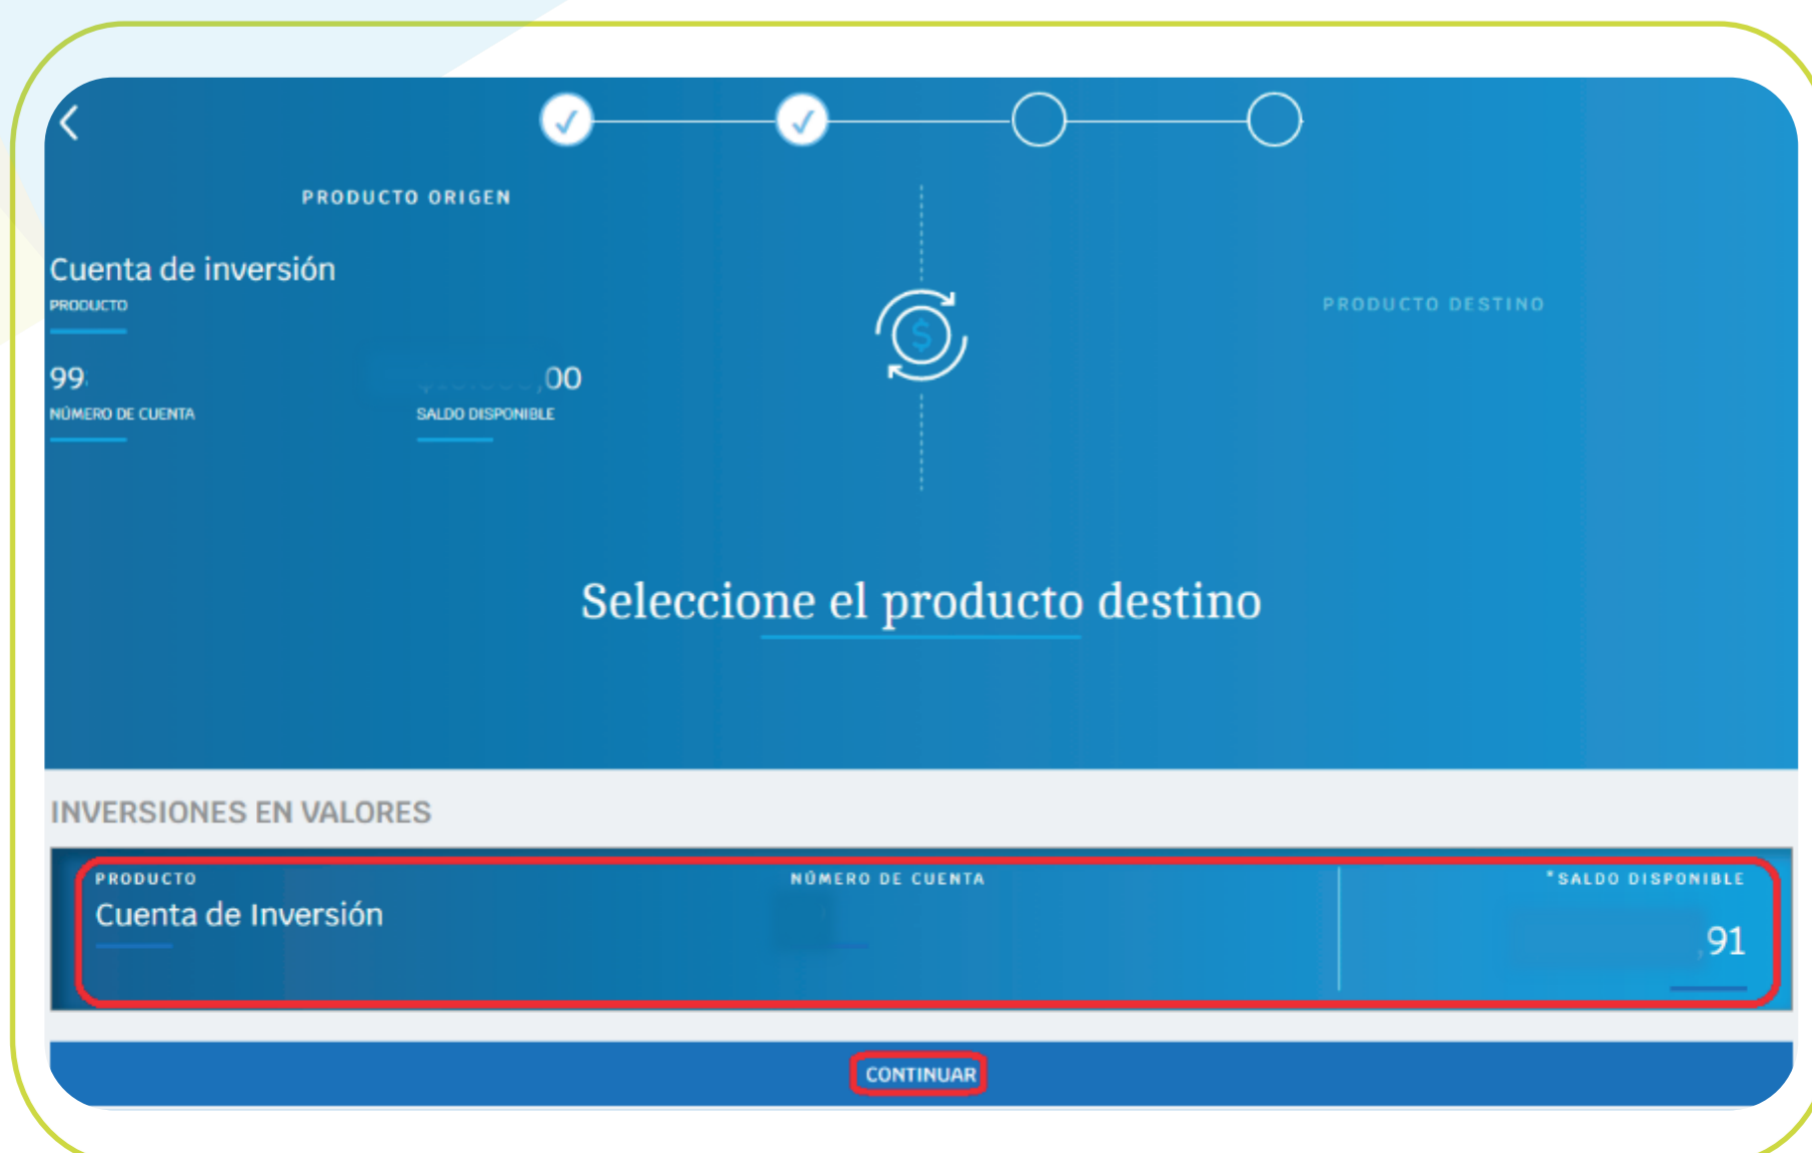 PRODUCTO ORIGEN
Cuenta de inversión
PRODUCTO
99
,00
NÚMERO DE CUENTA
SALDO DISPONIBLE
$
PRODUCTO DESTINO
Seleccione el producto destino
INVERSIONES EN VALORES
PRODUCTO
NÚMERO DE CUENTA
*SALDO DISPONIBLE
Cuenta de Inversión
,91
CONTINUAR